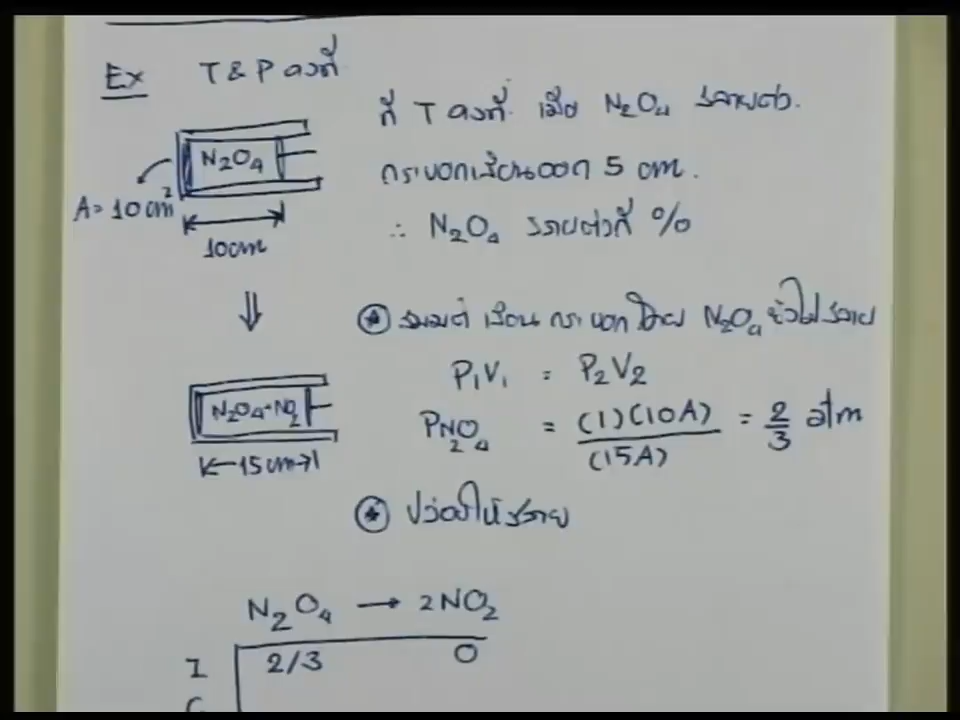 Ex T & P คงที่
ที่ T คงที่ เมื่อ N₂O₄ สลายตัว.
กระบอกเลื่อนออก 5 cm.
∴ N₂O₄ สลายตัวกี่ %
N₂O₄
A = 10 cm²
10cm
⇓
⊛ สมมติ เลื่อน กระบอกโดย N₂O₄ ยังไม่สลาย
P₁V₁ = P₂V₂
P_N₂O₄ = (1)(10A) / (15A) = 2/3 atm
N₂O₄ + NO₂
15 cm
⊛ ปล่อยให้สลาย
N₂O₄ → 2NO₂
I 2/3 0
C